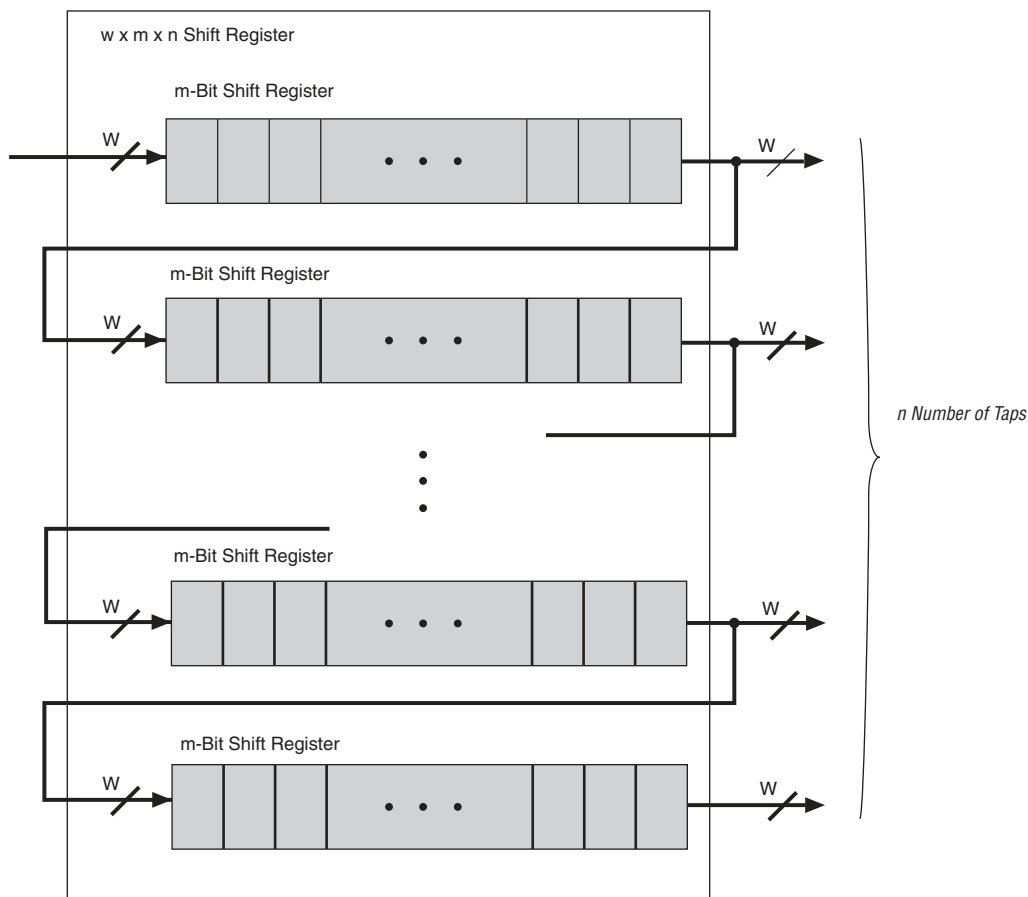 w x m x n Shift Register
m-Bit Shift Register
W
W
m-Bit Shift Register
W
W
n Number of Taps
m-Bit Shift Register
W
W
m-Bit Shift Register
W
W